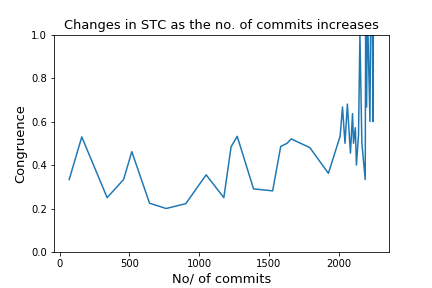 Changes in STC as the no. of commits increases
1.0
0.8
0.6
0.4
0.2
0.0
Congruence
0 500 1000 1500 2000
No/ of commits